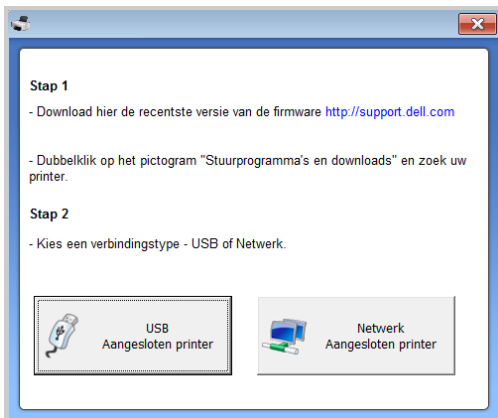 Stap 1
- Download hier de recentste versie van de firmware http://support.dell.com
- Dubbelklik op het pictogram "Stuurprogramma's en downloads" en zoek uw
printer.
Stap 2
- Kies een verbindingstype - USB of Netwerk.
USB
Aangesloten printer
Netwerk
Aangesloten printer